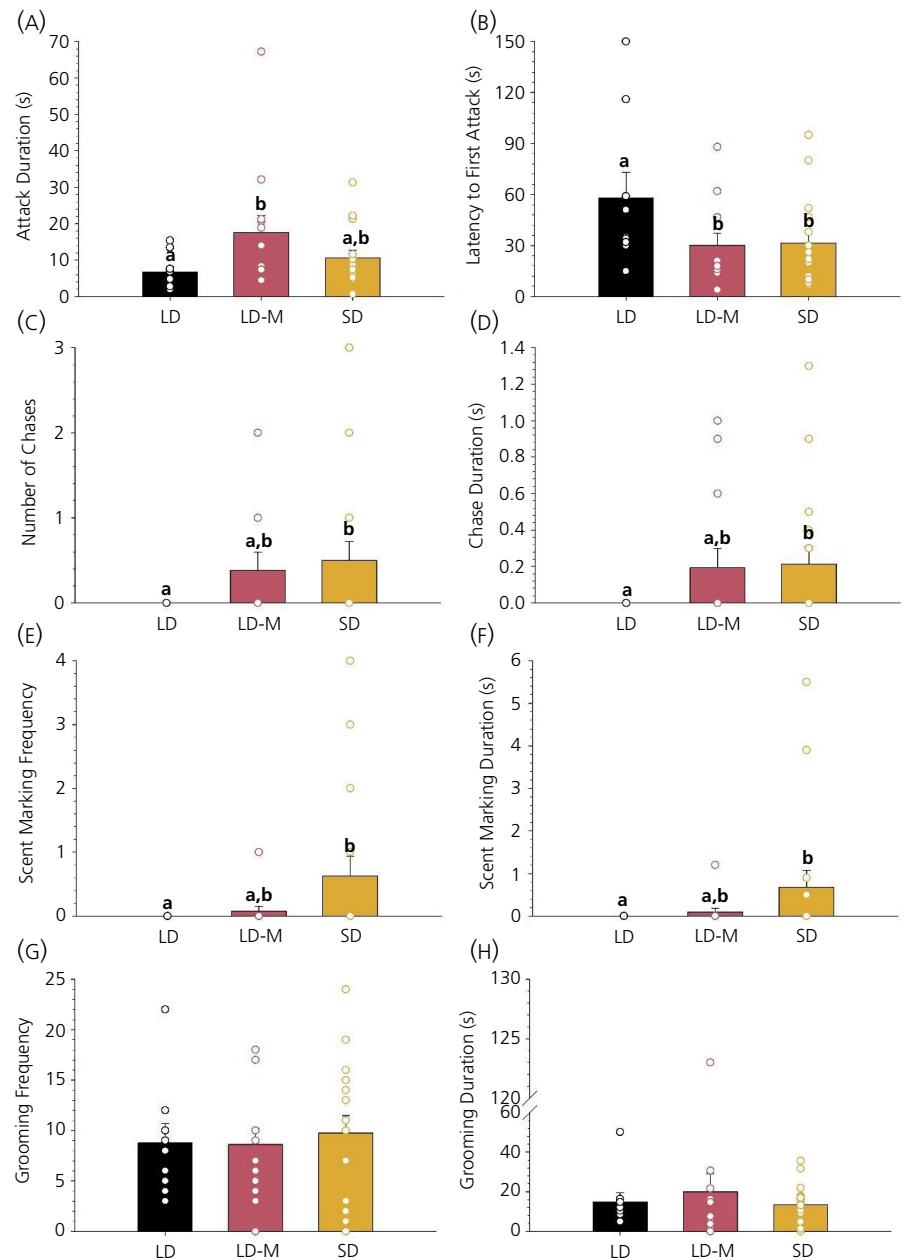 (A)
Attack Duration (s)
70
60
50
40
30
20
10
0
a
b
a,b
LD
LD-M
SD
(B)
Latency to First Attack (s)
150
120
90
60
30
0
a
b
b
LD
LD-M
SD
(C)
Number of Chases
3
2
1
0
a
a,b
b
LD
LD-M
SD
(D)
Chase Duration (s)
1.4
1.2
1.0
0.8
0.6
0.4
0.2
0.0
a
a,b
b
LD
LD-M
SD
(E)
Scent Marking Frequency
4
3
2
1
0
a
a,b
b
LD
LD-M
SD
(F)
Scent Marking Duration (s)
6
5
4
3
2
1
0
a
a,b
b
LD
LD-M
SD
(G)
Grooming Frequency
25
20
15
10
5
0
LD
LD-M
SD
(H)
Grooming Duration (s)
130
125
120
60
40
20
0
LD
LD-M
SD